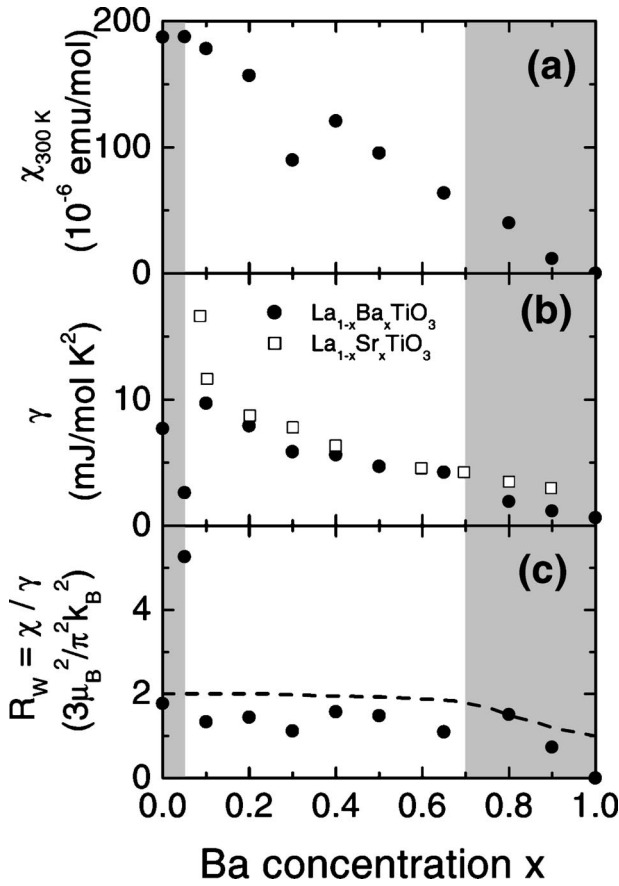 200
(a)
χ300 K
(10-6 emu/mol)
100
0
(b)
La1-xBaxTiO3
La1-xSrxTiO3
γ
(mJ/mol K2)
10
0
(c)
RW = χ / γ
(3μB2/π2kB2)
4
2
0
0.0 0.2 0.4 0.6 0.8 1.0
Ba concentration x